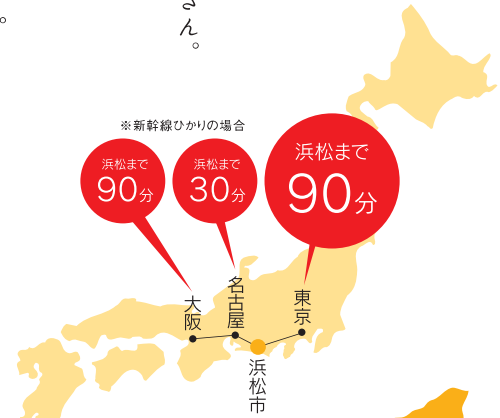 。
さん。
※新幹線ひかりの場合
浜松まで
90分
浜松まで
30分
浜松まで
90分
大阪
名古屋
東京
浜松市